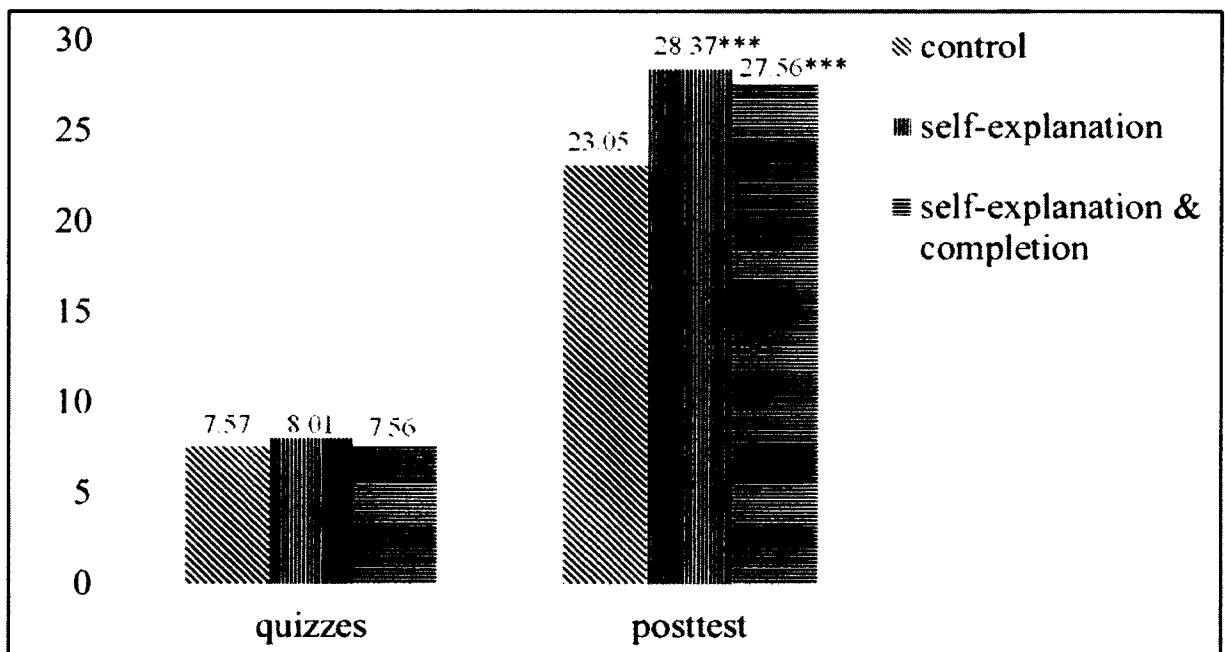 30
25
20
15
10
5
0
7.57
8.01
7.56
23.05
28.37***
27.56***
quizzes
posttest
control
self-explanation
self-explanation &
completion